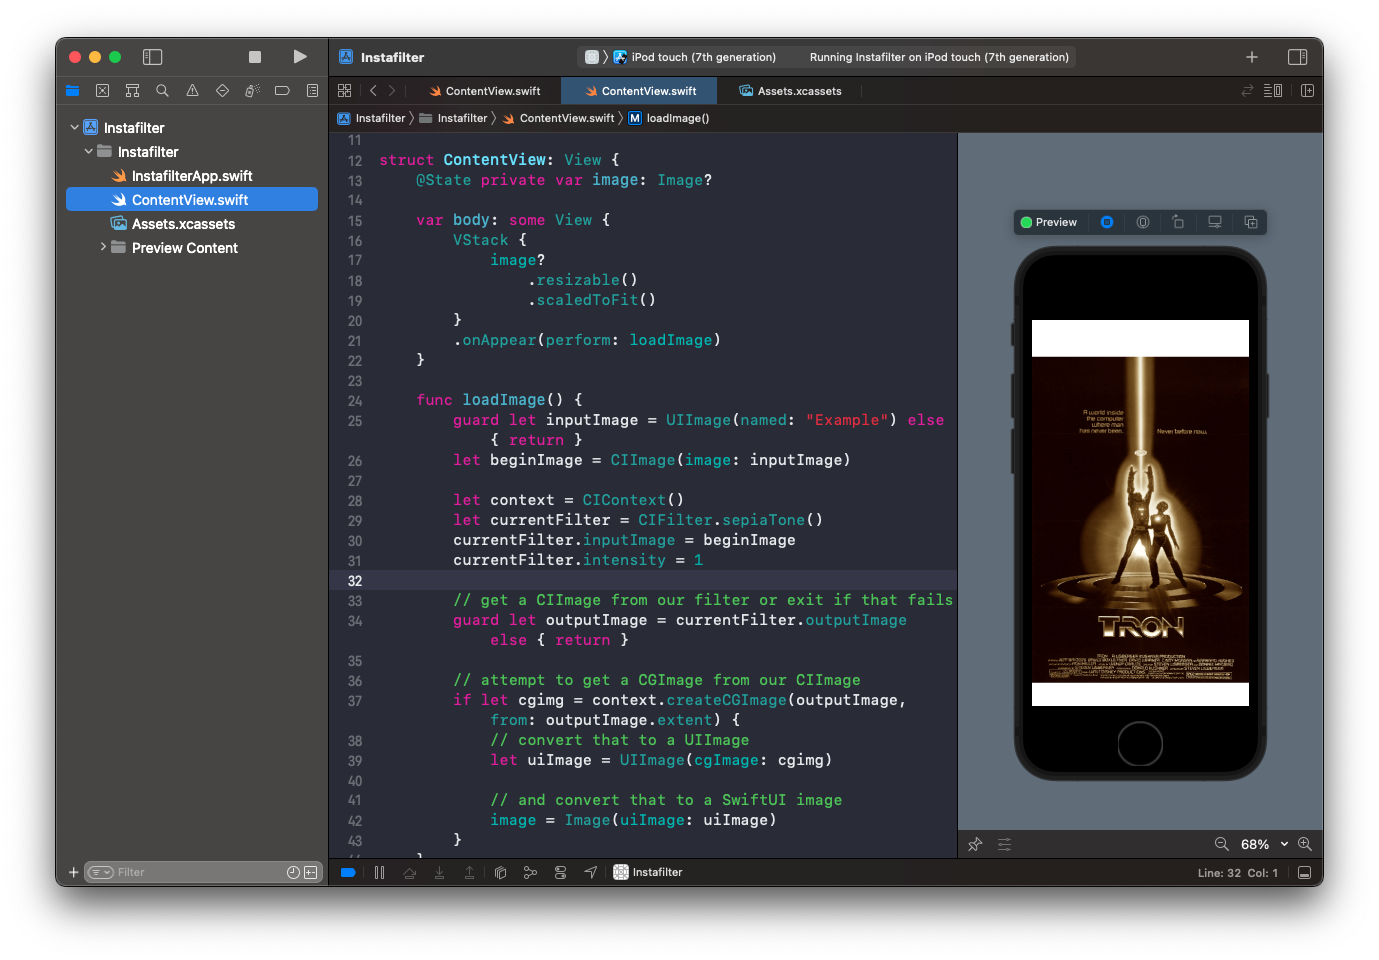 Instafilter
iPod touch (7th generation)
Running Instafilter on iPod touch (7th generation)
ContentView.swift
ContentView.swift
Assets.xcassets
Instafilter
Instafilter
ContentView.swift
M
loadImage()
Instafilter
Instafilter
InstafilterApp.swift
ContentView.swift
Assets.xcassets
Preview Content
11
12 struct ContentView: View {
13 @State private var image: Image?
14
15 var body: some View {
16 VStack {
17 image?
18 .resizable()
19 .scaledToFit()
20 }
21 .onAppear(perform: loadImage)
22 }
23
24 func loadImage() {
25 guard let inputImage = UIImage(named: "Example") else
{ return }
26 let beginImage = CIImage(image: inputImage)
27
28 let context = CIContext()
29 let currentFilter = CIFilter.sepiaTone()
30 currentFilter.inputImage = beginImage
31 currentFilter.intensity = 1
32
33 // get a CIImage from our filter or exit if that fails
34 guard let outputImage = currentFilter.outputImage
else { return }
35
36 // attempt to get a CGImage from our CIImage
37 if let cgimg = context.createCGImage(outputImage,
from: outputImage.extent) {
38 // convert that to a UIImage
39 let uiImage = UIImage(cgImage: cgimg)
40
41 // and convert that to a SwiftUI image
42 image = Image(uiImage: uiImage)
43 }
Preview
A world inside
the computer
where man
has never been.
Never before now.
TRON
68%
Filter
Instafilter
Line: 32 Col: 1